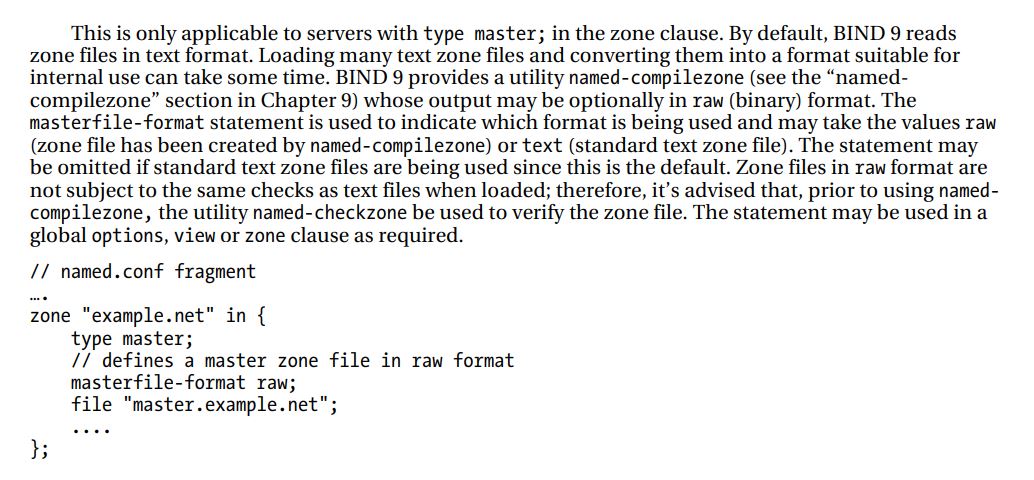 This is only applicable to servers with type master; in the zone clause. By default, BIND 9 reads
zone files in text format. Loading many text zone files and converting them into a format suitable for
internal use can take some time. BIND 9 provides a utility named-compilezone (see the “named-
compilezone” section in Chapter 9) whose output may be optionally in raw (binary) format. The
masterfile-format statement is used to indicate which format is being used and may take the values raw
(zone file has been created by named-compilezone) or text (standard text zone file). The statement may
be omitted if standard text zone files are being used since this is the default. Zone files in raw format are
not subject to the same checks as text files when loaded; therefore, it’s advised that, prior to using named-
compilezone, the utility named-checkzone be used to verify the zone file. The statement may be used in a
global options, view or zone clause as required.
// named.conf fragment
….
zone "example.net" in {
    type master;
    // defines a master zone file in raw format
    masterfile-format raw;
    file "master.example.net";
    ....
};